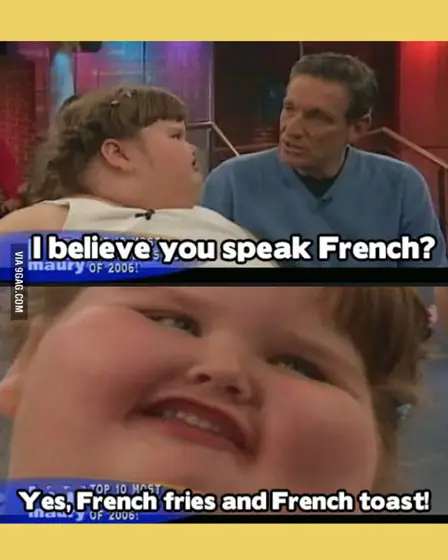 I believe you speak French?
maury OF 2006!
VIA 9GAG.COM
TOP 10 MOST
Yes, French fries and French toast!
maury OF 2006!